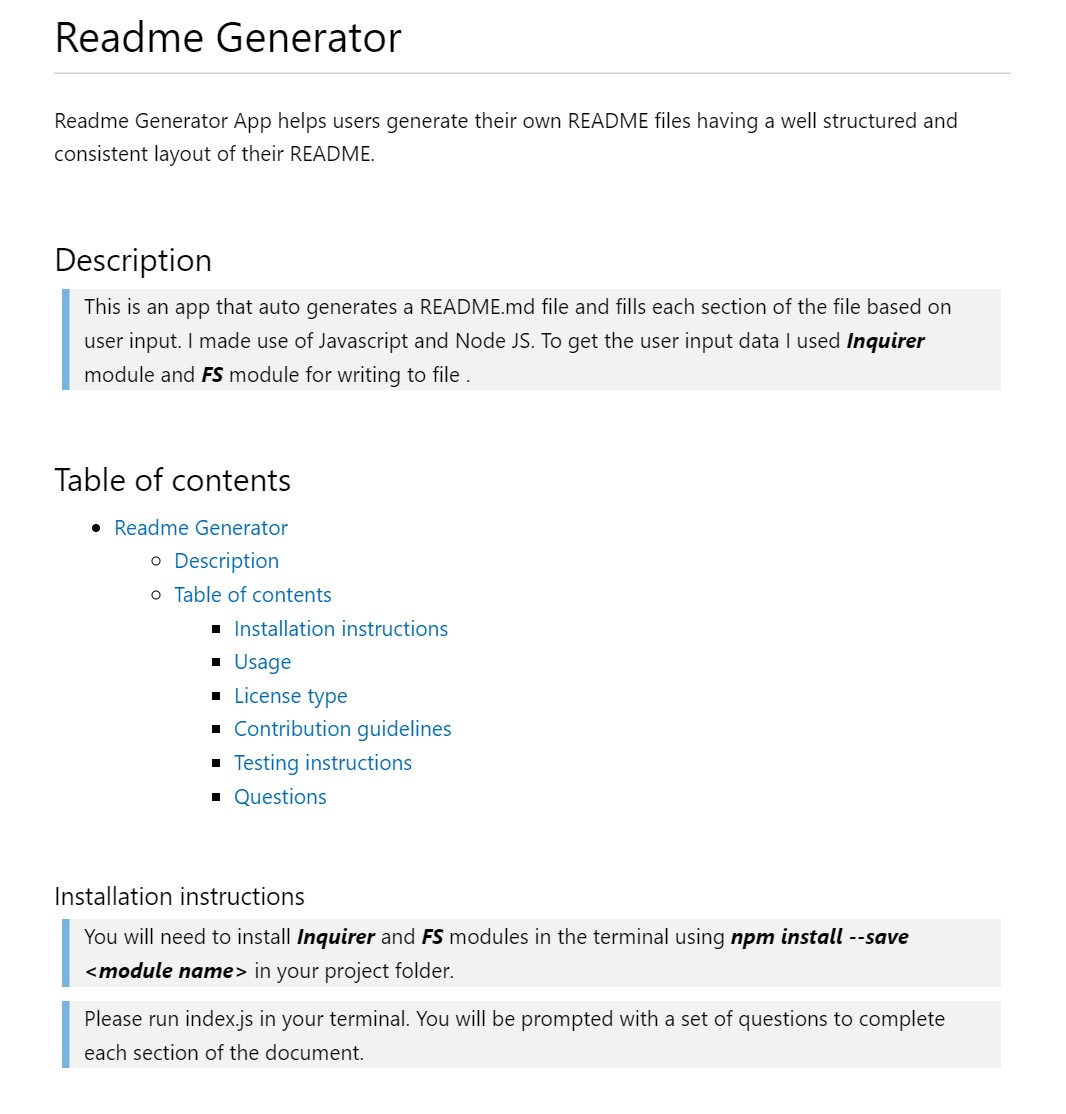 Readme Generator
Readme Generator App helps users generate their own README files having a well structured and
consistent layout of their README.
Description
This is an app that auto generates a README.md file and fills each section of the file based on
user input. I made use of Javascript and Node JS. To get the user input data I used Inquirer
module and FS module for writing to file .
Table of contents
Readme Generator
Description
Table of contents
Installation instructions
Usage
License type
Contribution guidelines
Testing instructions
Questions
Installation instructions
You will need to install Inquirer and FS modules in the terminal using npm install --save
<module name> in your project folder.
Please run index.js in your terminal. You will be prompted with a set of questions to complete
each section of the document.